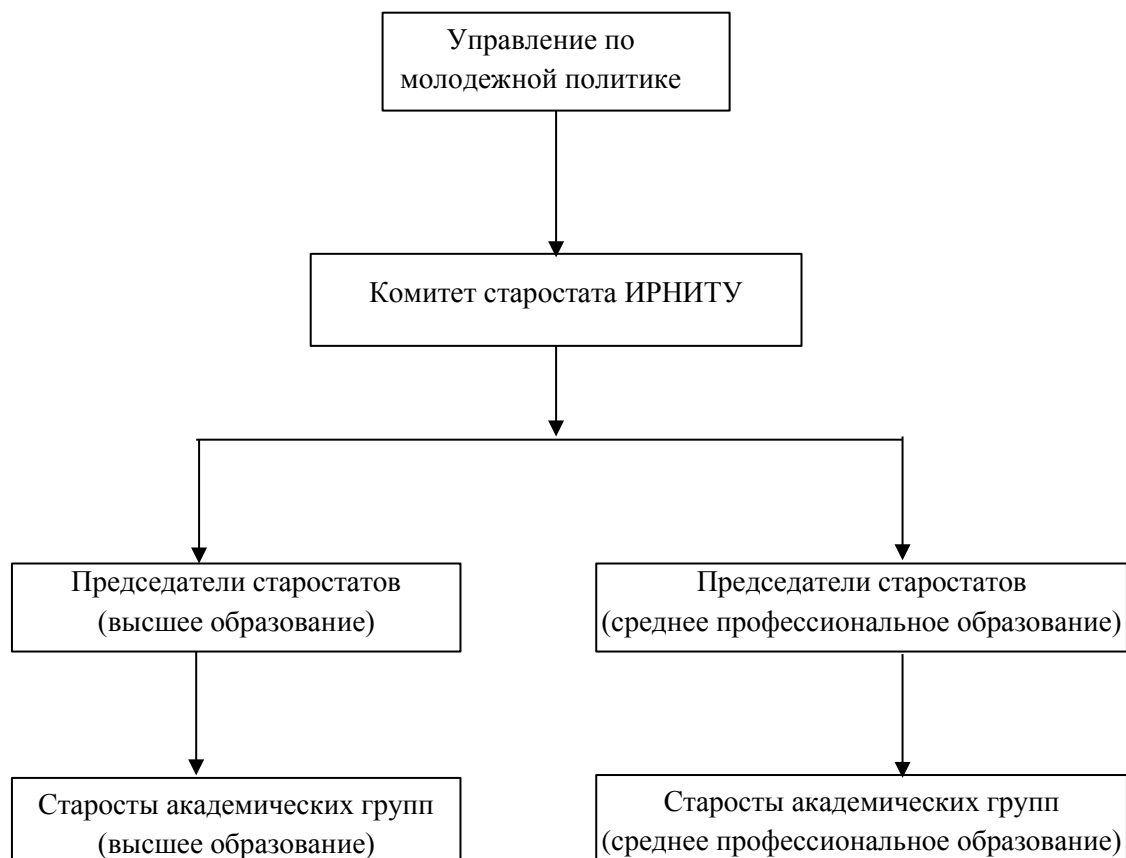 Управление по
молодежной политике
Комитет старостата ИРНИТУ
Председатели старостатов
(высшее образование)
Председатели старостатов
(среднее профессиональное образование)
Старосты академических групп
(высшее образование)
Старосты академических групп
(среднее профессиональное образование)